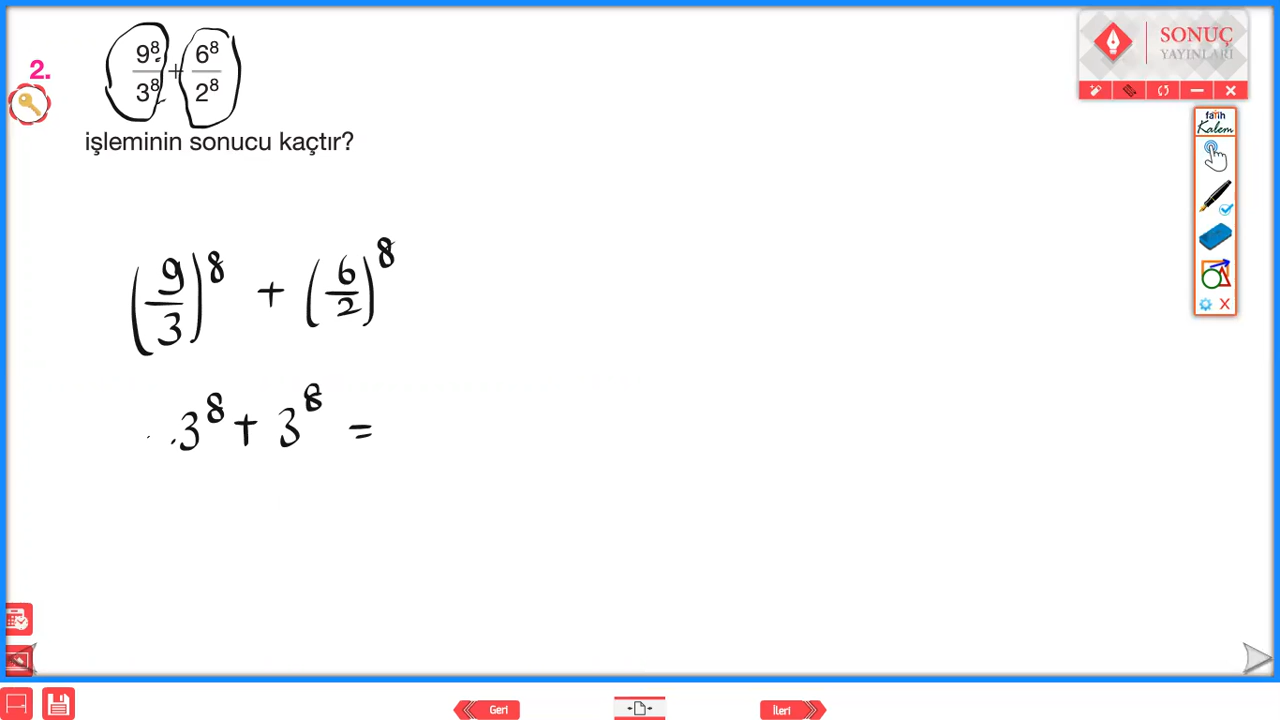 SONUÇ
YAYINLARI
2.
9⁸/3⁸ + 6⁸/2⁸
işleminin sonucu kaçtır?
fatih
Kalem
(9/3)⁸ + (6/2)⁸
3⁸ + 3⁸ =
Geri
İleri